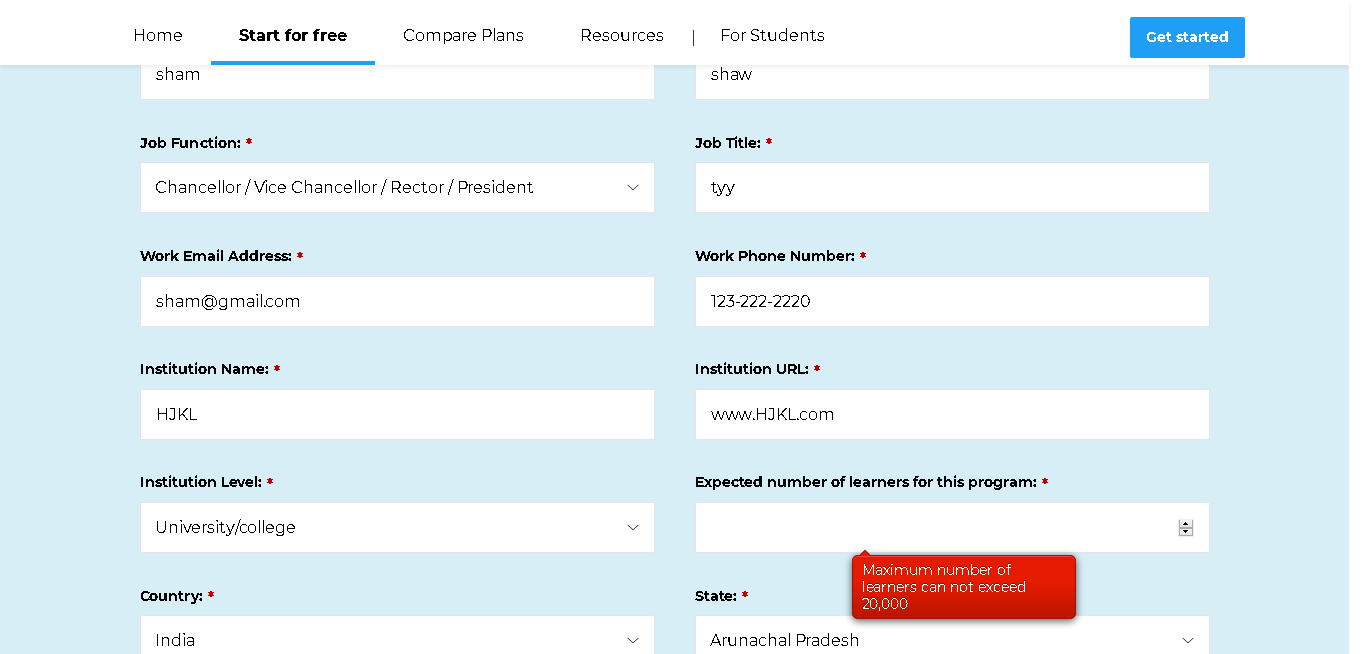 Home Start for free Compare Plans Resources | For Students Get started
sham shaw
Job Function: * Job Title: *
Chancellor / Vice Chancellor / Rector / President tyy
Work Email Address: * Work Phone Number: *
sham@gmail.com 123-222-2220
Institution Name: * Institution URL: *
HJKL www.HJKL.com
Institution Level: * Expected number of learners for this program: *
University/college
Maximum number of
learners can not exceed
20,000
Country: * State: *
India Arunachal Pradesh